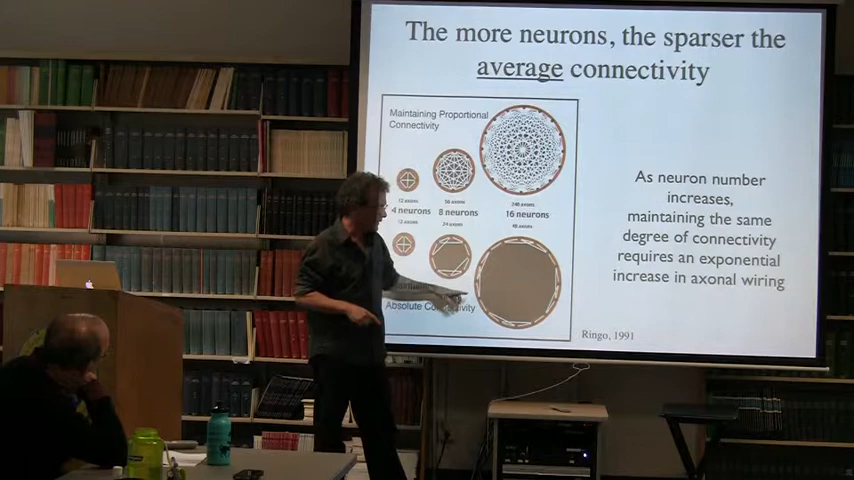 The more neurons, the sparser the
average connectivity
Maintaining Proportional
Connectivity
12 axons 56 axons 240 axons
4 neurons 8 neurons 16 neurons
12 axons 24 axons 48 axons
Absolute
As neuron number
increases,
maintaining the same
degree of connectivity
requires an exponential
increase in axonal wiring.
Ringo, 1991